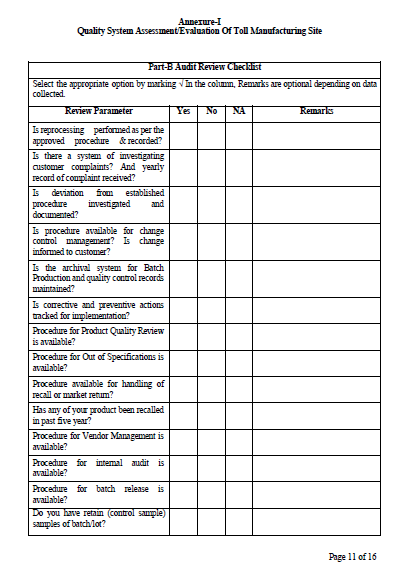 Annexure-I
Quality System Assessment/Evaluation Of Toll Manufacturing Site
Part-B Audit Review Checklist
Select the appropriate option by marking √ In the column, Remarks are optional depending on data
collected.
Review Parameter Yes No NA Remarks
Is reprocessing performed as per the
approved procedure & recorded?
Is there a system of investigating
customer complaints? And yearly
record of complaint received?
Is deviation from established
procedure investigated and
documented?
Is procedure available for change
control management? Is change
informed to customer?
Is the archival system for Batch
Production and quality control records
maintained?
Is corrective and preventive actions
tracked for implementation?
Procedure for Product Quality Review
is available?
Procedure for Out of Specifications is
available?
Procedure available for handling of
recall or market return?
Has any of your product been recalled
in past five year?
Procedure for Vendor Management is
available?
Procedure for internal audit is
available?
Procedure for batch release is
available?
Do you have retain (control sample)
samples of batch/lot?
Page 11 of 16